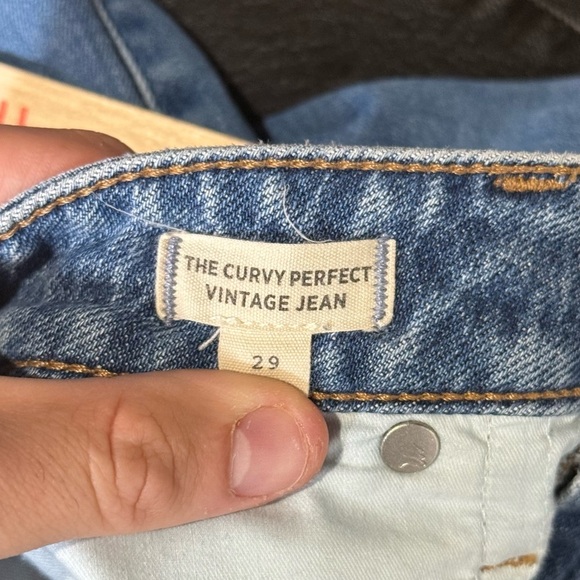 THE CURVY PERFECT
VINTAGE JEAN
29